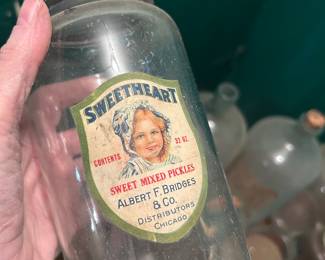 SWEETHEART
CONTENTS 32 OZ.
SWEET MIXED PICKLES
ALBERT F. BRIDGES
& CO.
DISTRIBUTORS
CHICAGO